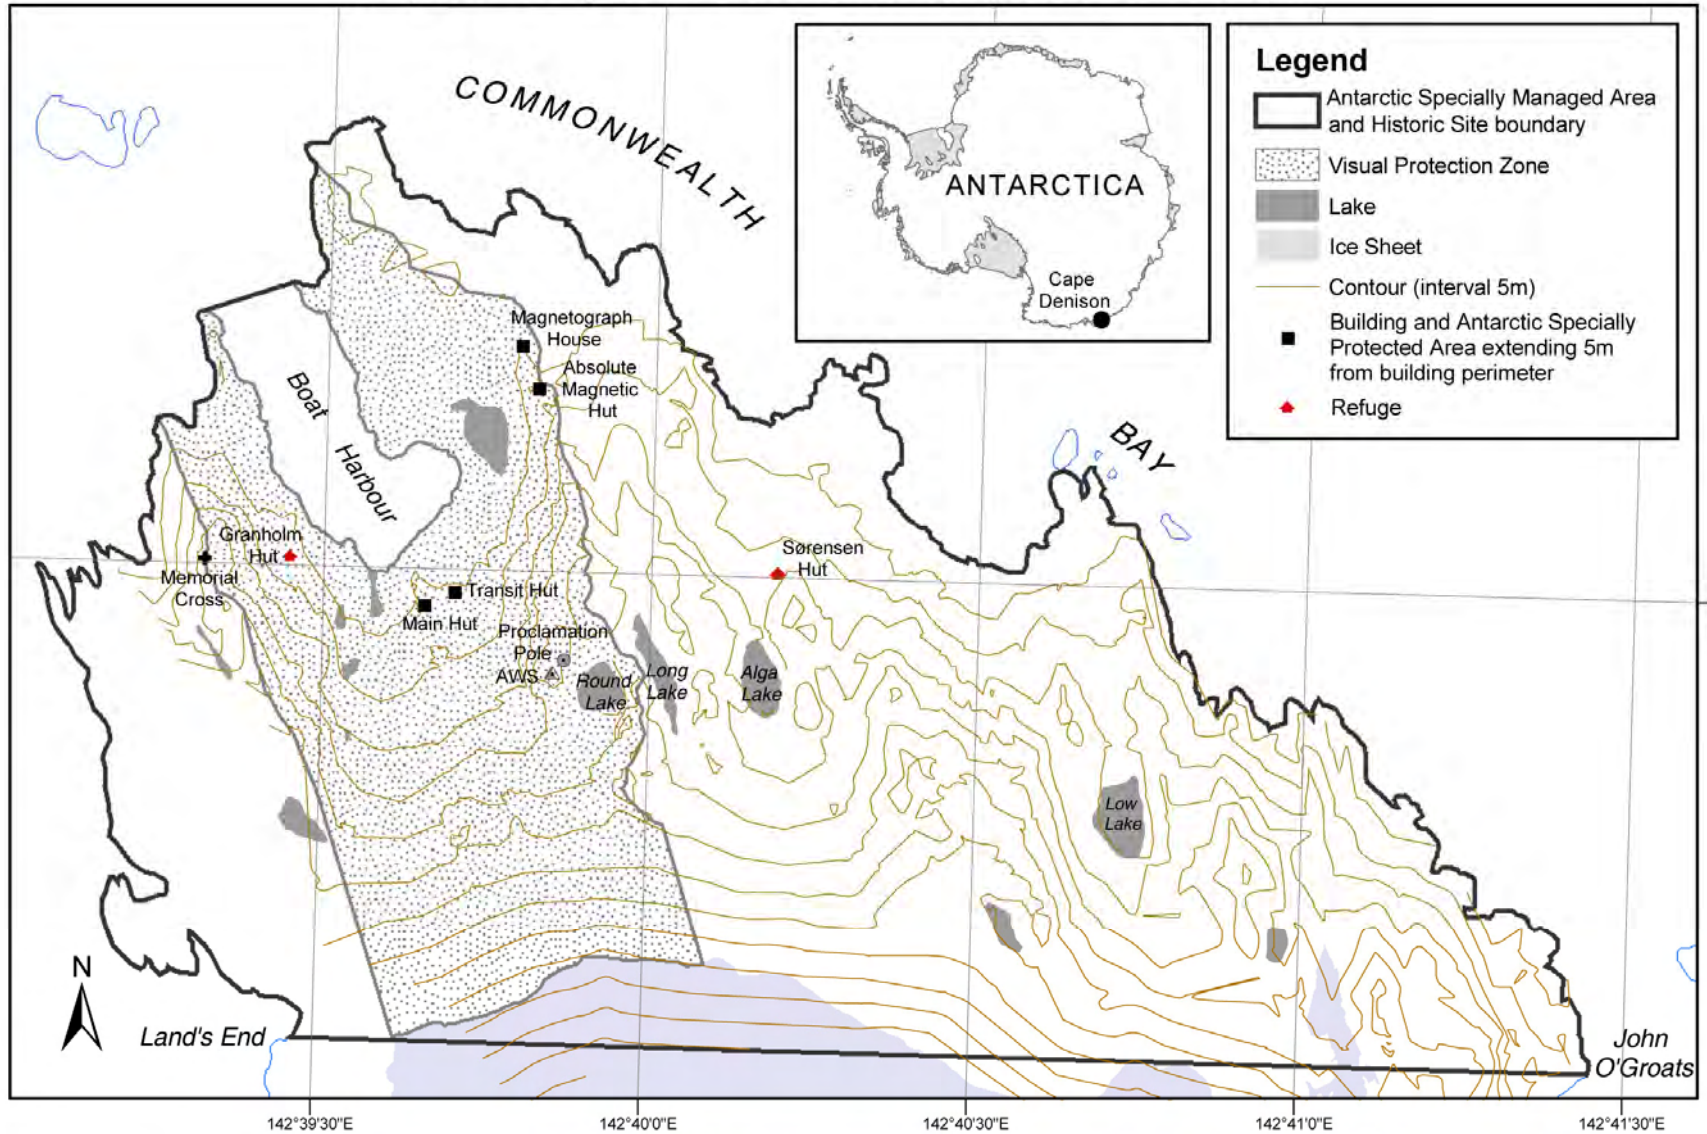 COMMONWEALTH
BAY
ANTARCTICA
Cape
Denison
Legend
Antarctic Specially Managed Area
and Historic Site boundary
Visual Protection Zone
Lake
Ice Sheet
Contour (interval 5m)
Building and Antarctic Specially
Protected Area extending 5m
from building perimeter
Refuge
Magnetograph
House
Absolute
Magnetic
Hut
Boat
Harbour
Granholm
Hut
Memorial
Cross
Transit Hut
Main Hut
Proclamation
Pole
AWS
Round
Lake
Long
Lake
Alga
Lake
Sørensen
Hut
Low
Lake
N
Land's End
John
O'Groats
142°39'30"E
142°40'0"E
142°40'30"E
142°41'0"E
142°41'30"E